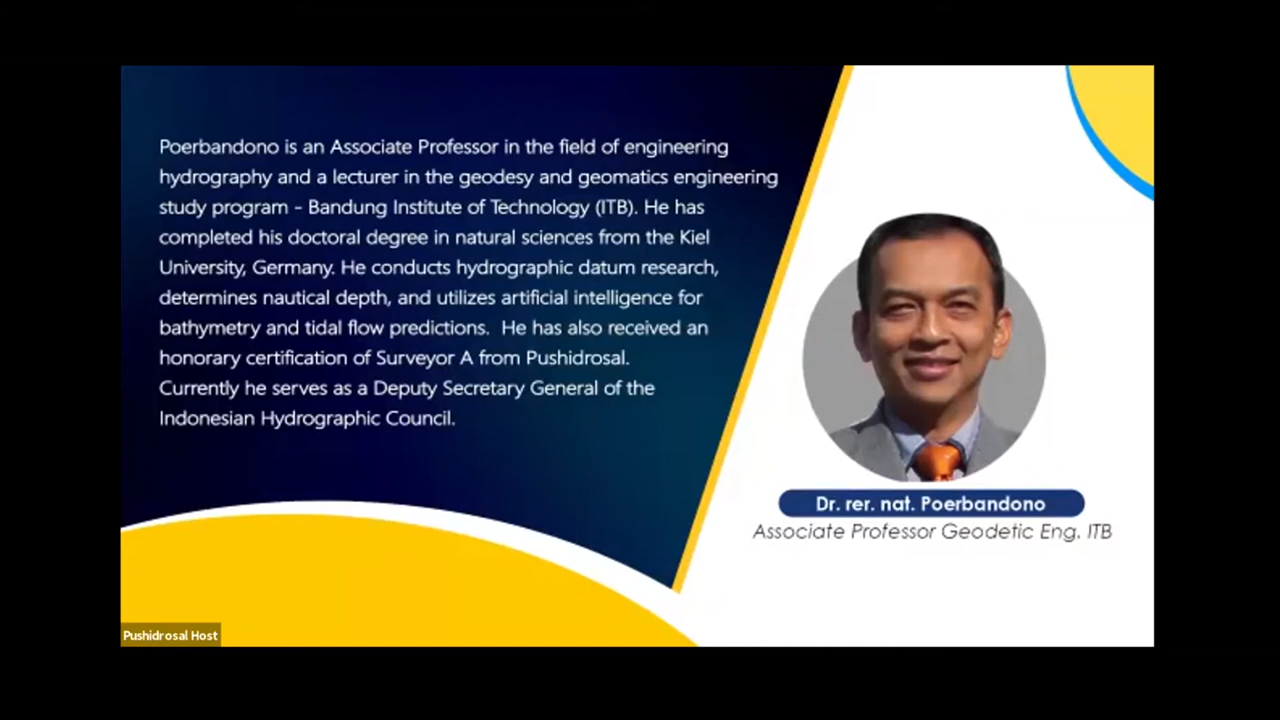 Poerbandono is an Associate Professor in the field of engineering
hydrography and a lecturer in the geodesy and geomatics engineering
study program - Bandung Institute of Technology (ITB). He has
completed his doctoral degree in natural sciences from the Kiel
University, Germany. He conducts hydrographic datum research,
determines nautical depth, and utilizes artificial intelligence for
bathymetry and tidal flow predictions. He has also received an
honorary certification of Surveyor A from Pushidrosal.
Currently he serves as a Deputy Secretary General of the
Indonesian Hydrographic Council.
Dr. rer. nat. Poerbandono
Associate Professor Geodetic Eng. ITB
Pushidrosal Host